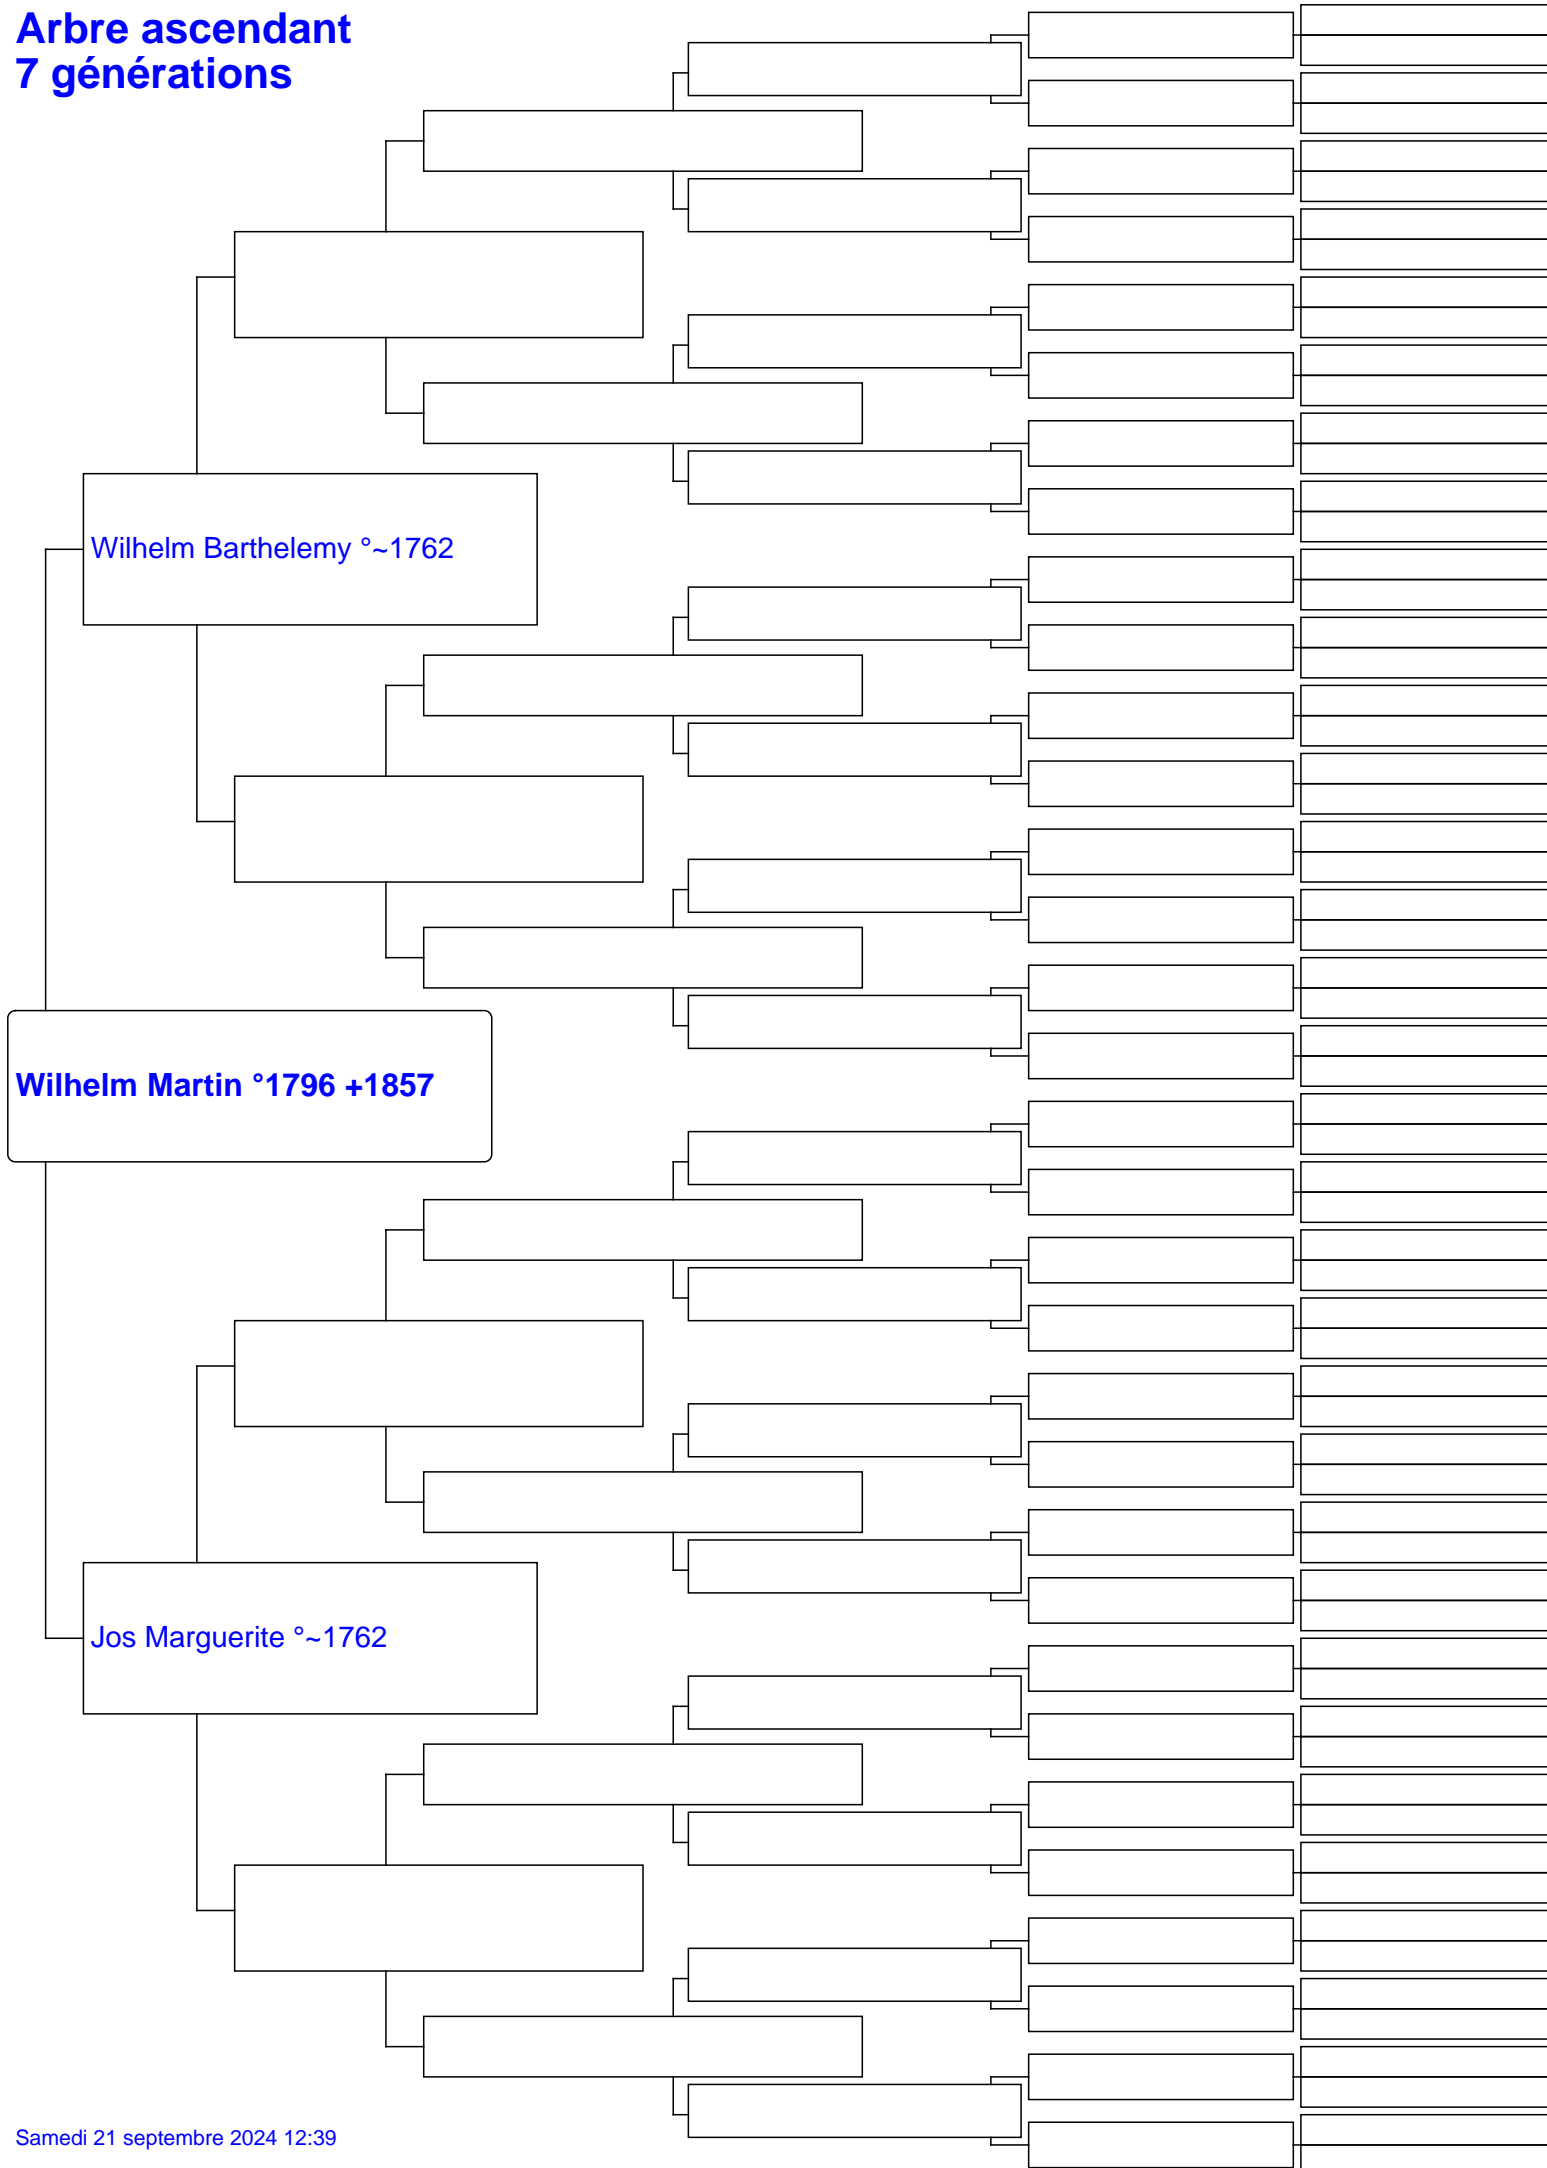 Arbre ascendant
7 générations
Wilhelm Barthelemy °~1762
Wilhelm Martin °1796 +1857
Jos Marguerite °~1762
Samedi 21 septembre 2024 12:39